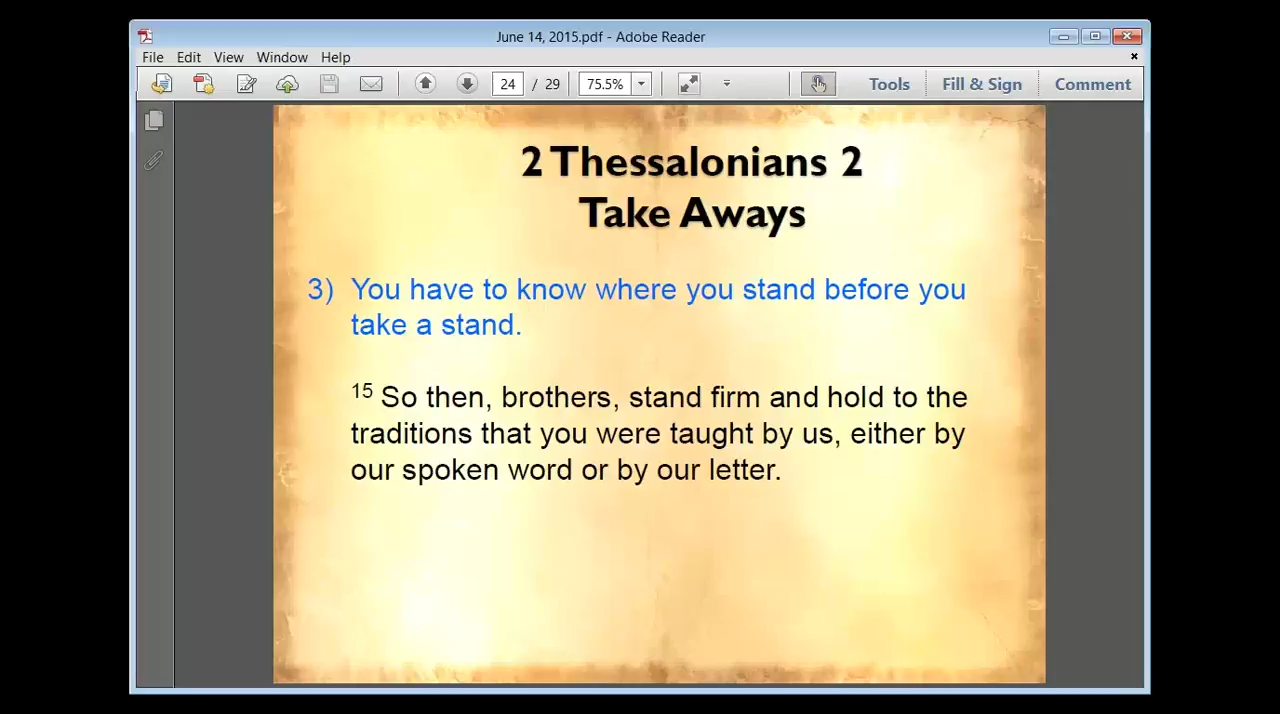 June 14, 2015.pdf - Adobe Reader
File Edit View Window Help
24 / 29 75.5% Tools Fill & Sign Comment
2 Thessalonians 2
Take Aways
3) You have to know where you stand before you
take a stand.
15 So then, brothers, stand firm and hold to the
traditions that you were taught by us, either by
our spoken word or by our letter.